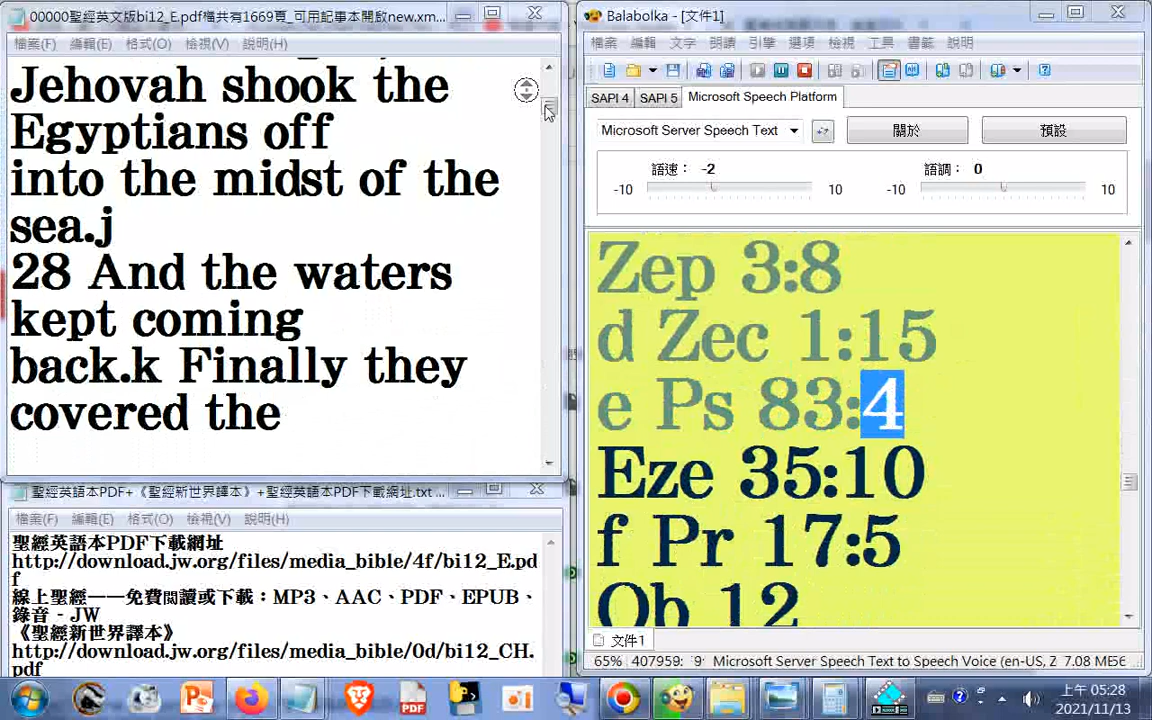 00000聖經英文版bi12_E.pdf檔共有1669頁_可用記事本開啟new.xm...
檔案(F) 編輯(E) 格式(O) 檢視(V) 說明(H)
Jehovah shook the
Egyptians off
into the midst of the
sea.j
28 And the waters
kept coming
back.k Finally they
covered the
聖經英語本PDF+《聖經新世界譯本》+聖經英語本PDF下載網址.txt ...
檔案(F) 編輯(E) 格式(O) 檢視(V) 說明(H)
聖經英語本PDF下載網址
http://download.jw.org/files/media_bible/4f/bi12_E.pd
f
線上聖經——免費閱讀或下載：MP3、AAC、PDF、EPUB、
錄音 - JW
《聖經新世界譯本》
http://download.jw.org/files/media_bible/0d/bi12_CH.
pdf
Balabolka - [文件1]
檔案 編輯 文字 朗讀 引擎 選項 檢視 工具 書籤 說明
SAPI 4 SAPI 5 Microsoft Speech Platform
Microsoft Server Speech Text 關於 預設
語速： -2 語調： 0
-10 10 -10 10
Zep 3:8
d Zec 1:15
e Ps 83:4
Eze 35:10
f Pr 17:5
Ob 12
文件1
65% 407959: Microsoft Server Speech Text to Speech Voice (en-US, Z 7.08 ME
上午 05:28
2021/11/13